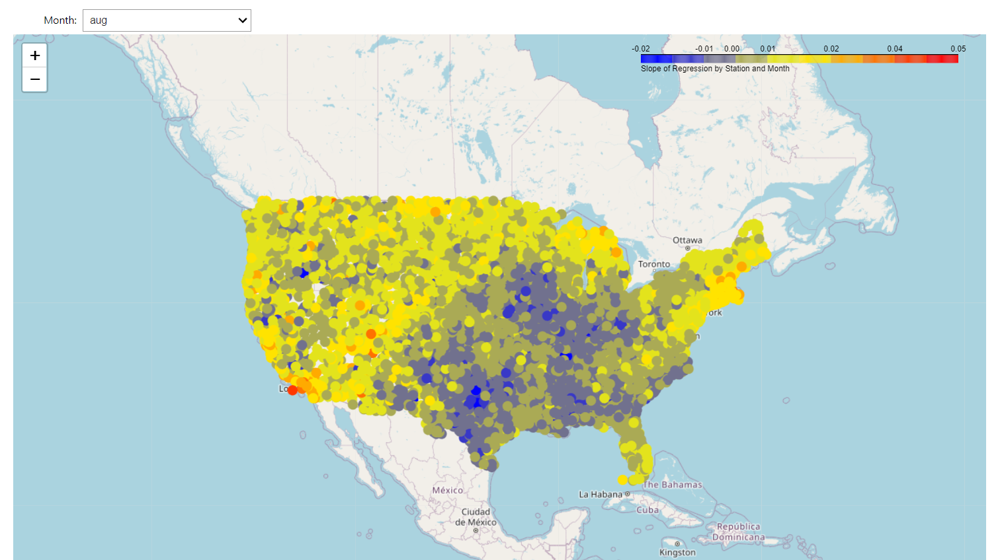 Month: aug
+
−
-0.02 -0.01 0.00 0.01 0.02 0.04 0.05
Slope of Regression by Station and Month
Ottawa
Toronto
ork
n
Lo
The Bahamas
México
La Habana
Cuba
Ciudad
de México
República
Dominicana
Kingston